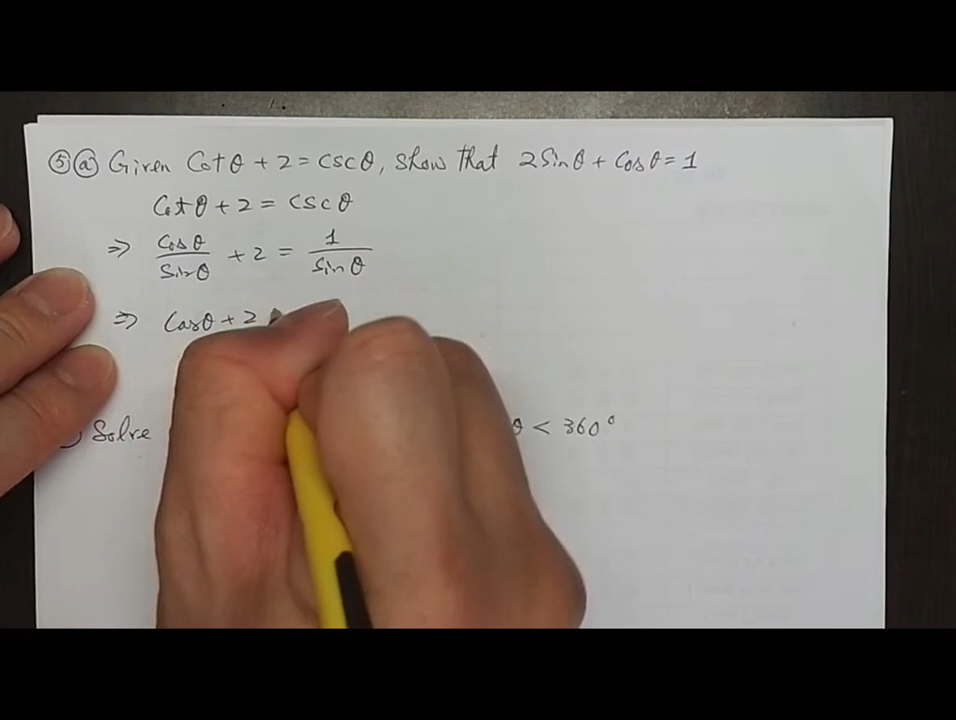 ⑤ⓐ Given Cotθ + 2 = cscθ, show that 2Sinθ + Cosθ = 1
Cotθ + 2 = cscθ
⇒ Cosθ/Sinθ + 2 = 1/Sinθ
⇒ Cosθ + 2
Solve θ < 360°